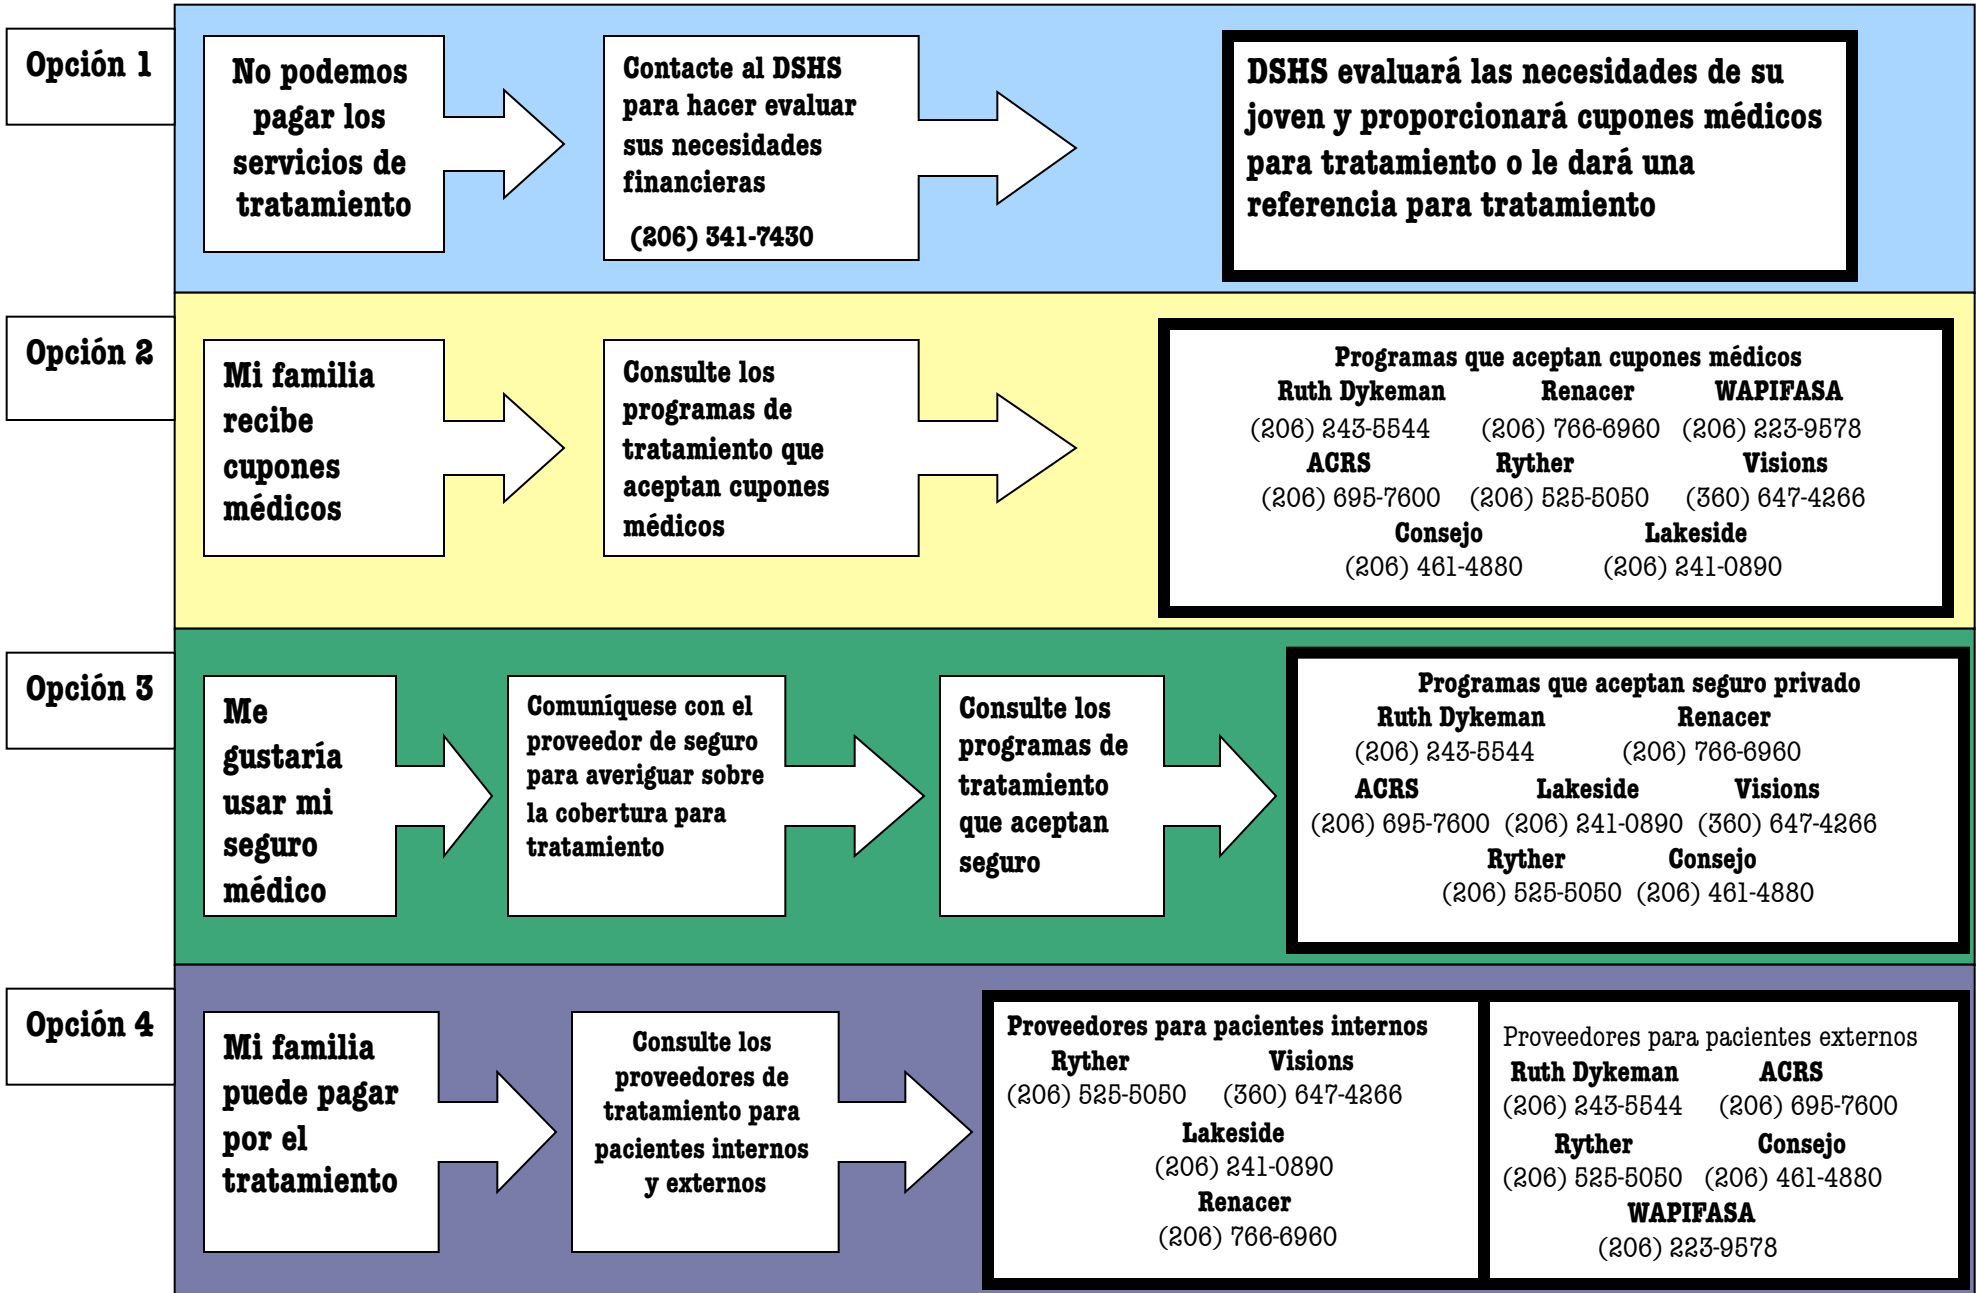 Opción 1
No podemos
pagar los
servicios de
tratamiento
Contacte al DSHS
para hacer evaluar
sus necesidades
financieras
(206) 341-7430
DSHS evaluará las necesidades de su
joven y proporcionará cupones médicos
para tratamiento o le dará una
referencia para tratamiento
Opción 2
Mi familia
recibe
cupones
médicos
Consulte los
programas de
tratamiento que
aceptan cupones
médicos
Programas que aceptan cupones médicos
Ruth Dykeman Renacer WAPIFASA
(206) 243-5544 (206) 766-6960 (206) 223-9578
ACRS Ryther Visions
(206) 695-7600 (206) 525-5050 (360) 647-4266
Consejo Lakeside
(206) 461-4880 (206) 241-0890
Opción 3
Me
gustaría
usar mi
seguro
médico
Comuníquese con el
proveedor de seguro
para averiguar sobre
la cobertura para
tratamiento
Consulte los
programas de
tratamiento
que aceptan
seguro
Programas que aceptan seguro privado
Ruth Dykeman Renacer
(206) 243-5544 (206) 766-6960
ACRS Lakeside Visions
(206) 695-7600 (206) 241-0890 (360) 647-4266
Ryther Consejo
(206) 525-5050 (206) 461-4880
Opción 4
Mi familia
puede pagar
por el
tratamiento
Consulte los
proveedores de
tratamiento para
pacientes internos
y externos
Proveedores para pacientes internos
Ryther Visions
(206) 525-5050 (360) 647-4266
Lakeside
(206) 241-0890
Renacer
(206) 766-6960
Proveedores para pacientes externos
Ruth Dykeman ACRS
(206) 243-5544 (206) 695-7600
Ryther Consejo
(206) 525-5050 (206) 461-4880
WAPIFASA
(206) 223-9578